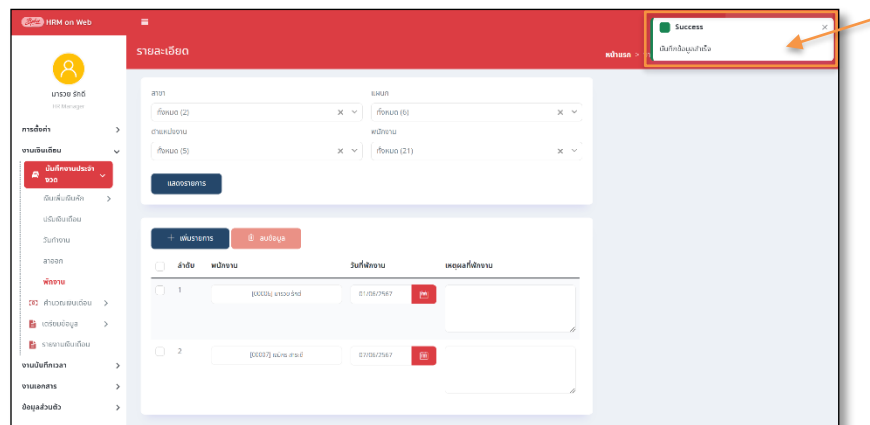 HRM on Web
Success
บันทึกข้อมูลสำเร็จ
รายละเอียด
หน้าแรก >
มารวย รักดี
HR Manager
การตั้งค่า
งานเงินเดือน
บันทึกงานประจำ
งวด
เงินเพิ่มเงินหัก
ปรับเงินเดือน
วันทำงาน
ลาออก
พักงาน
คำนวณเงินเดือน
เตรียมข้อมูล
รายงานเงินเดือน
งานบันทึกเวลา
งานเอกสาร
ข้อมูลส่วนตัว
สาขา
แผนก
ทั้งหมด (2)
ทั้งหมด (6)
ตำแหน่งงาน
พนักงาน
ทั้งหมด (5)
ทั้งหมด (21)
แสดงรายการ
+ เพิ่มรายการ
ลบข้อมูล
ลำดับ พนักงาน วันที่พักงาน เหตุผลที่พักงาน
1 มารวย รักดี 01/08/2567
2 [00007] 07/08/2567